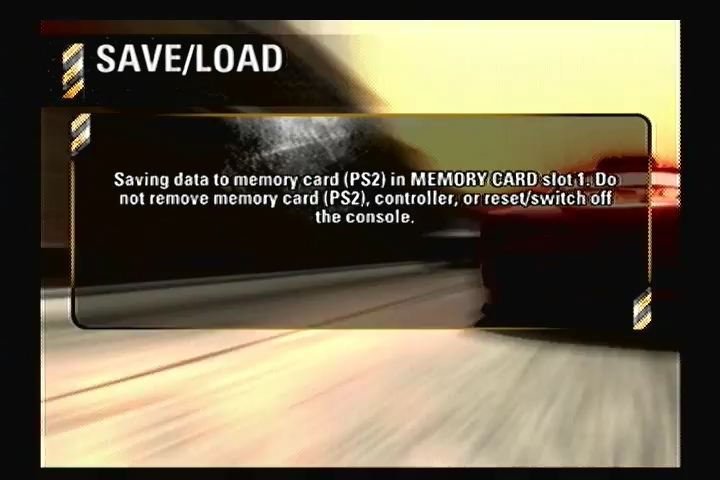 SAVE/LOAD
Saving data to memory card (PS2) in MEMORY CARD slot 1. Do
not remove memory card (PS2), controller, or reset/switch off
the console.